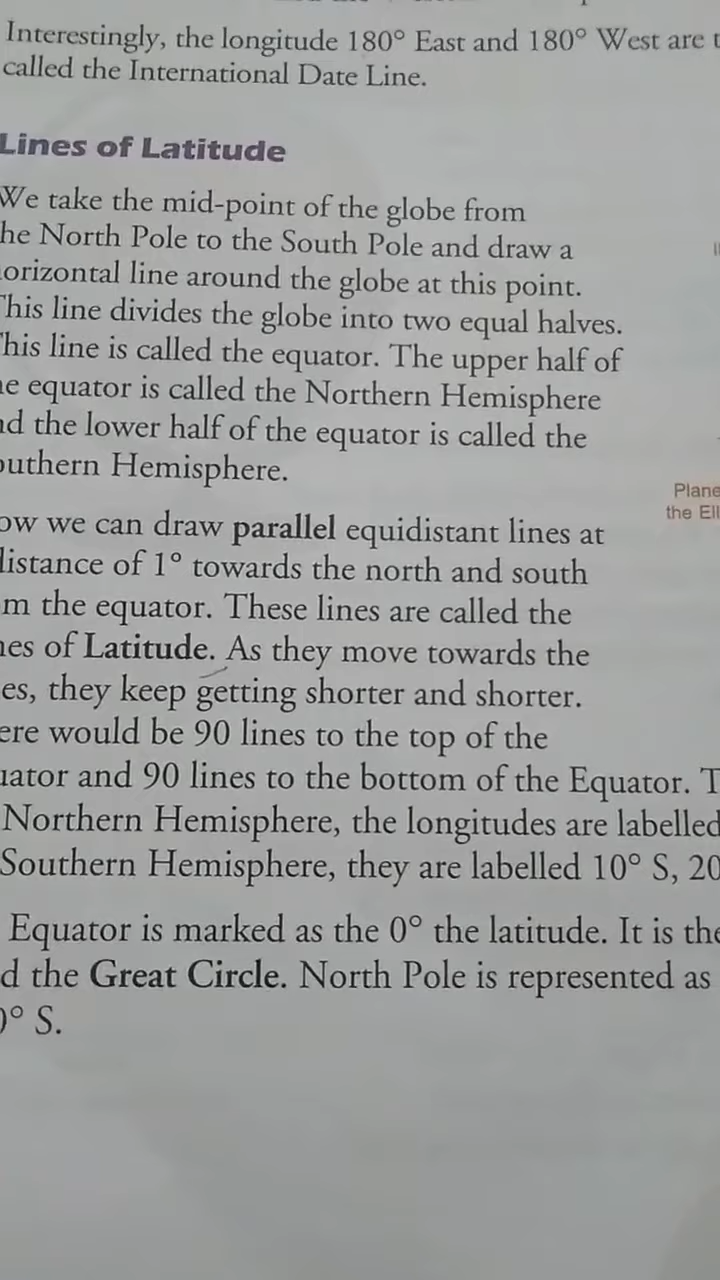 Interestingly, the longitude 180° East and 180° West are
called the International Date Line.
Lines of Latitude
We take the mid-point of the globe from
he North Pole to the South Pole and draw a
orizontal line around the globe at this point.
This line divides the globe into two equal halves.
his line is called the equator. The upper half of
e equator is called the Northern Hemisphere
nd the lower half of the equator is called the
outhern Hemisphere.
Plane
the Ell
ow we can draw parallel equidistant lines at
distance of 1° towards the north and south
m the equator. These lines are called the
nes of Latitude. As they move towards the
es, they keep getting shorter and shorter.
ere would be 90 lines to the top of the
uator and 90 lines to the bottom of the Equator. T
Northern Hemisphere, the longitudes are labelled
Southern Hemisphere, they are labelled 10° S, 20
Equator is marked as the 0° the latitude. It is the
d the Great Circle. North Pole is represented as
0° S.